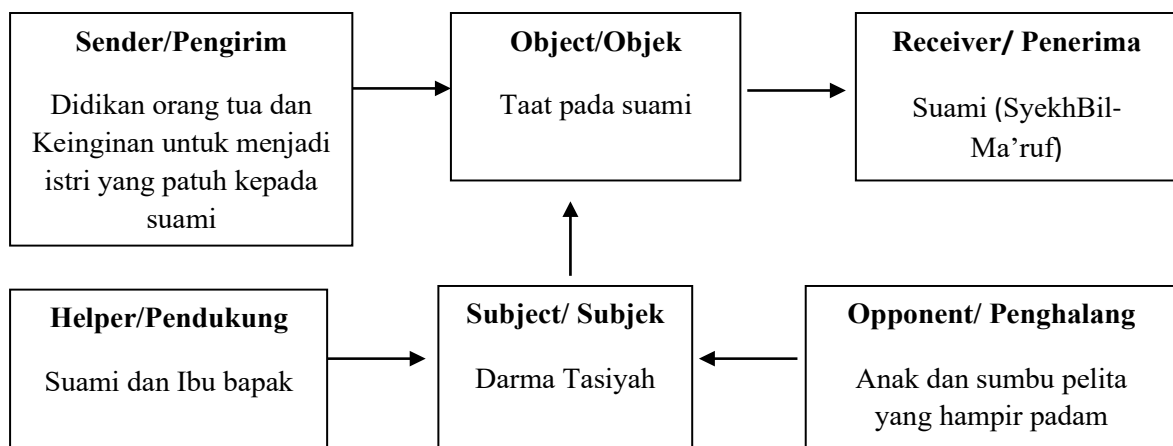 Sender/Pengirim
Didikan orang tua dan
Keinginan untuk menjadi
istri yang patuh kepada
suami
Object/Objek
Taat pada suami
Receiver/ Penerima
Suami (SyekhBil-
Ma’ruf)
Helper/Pendukung
Suami dan Ibu bapak
Subject/ Subjek
Darma Tasiyah
Opponent/ Penghalang
Anak dan sumbu pelita
yang hampir padam